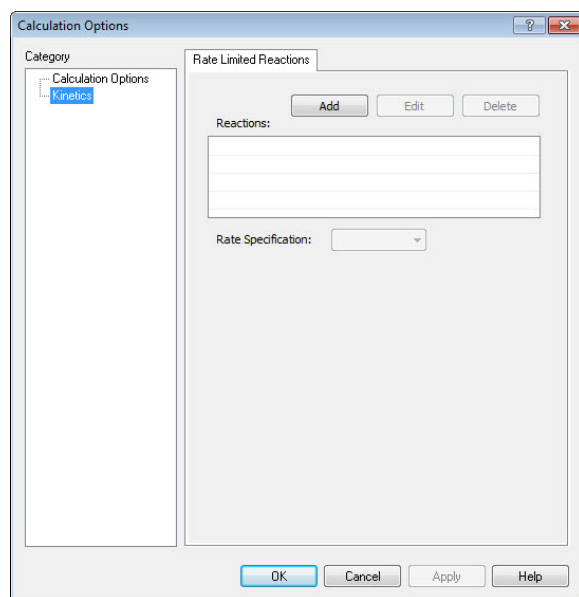 Calculation Options
Category
Calculation Options
Kinetics
Rate Limited Reactions
Add Edit Delete
Reactions:
Rate Specification:
OK Cancel Apply Help